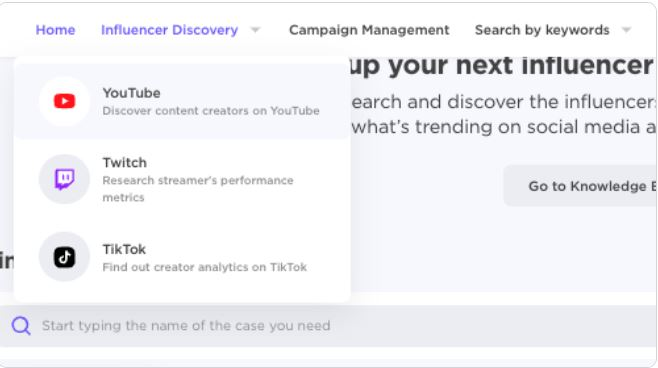 Home Influencer Discovery Campaign Management Search by keywords
up your next influencer
YouTube
Discover content creators on YouTube
earch and discover the influencers
what's trending on social media a
Twitch
Research streamer's performance
metrics
Go to Knowledge
TikTok
Find out creator analytics on TikTok
Start typing the name of the case you need